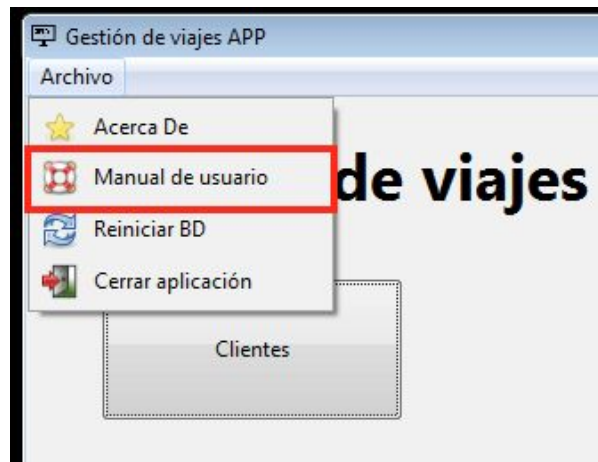 Gestión de viajes APP
Archivo
Acerca De
Manual de usuario
de viajes
Reiniciar BD
Cerrar aplicación
Clientes